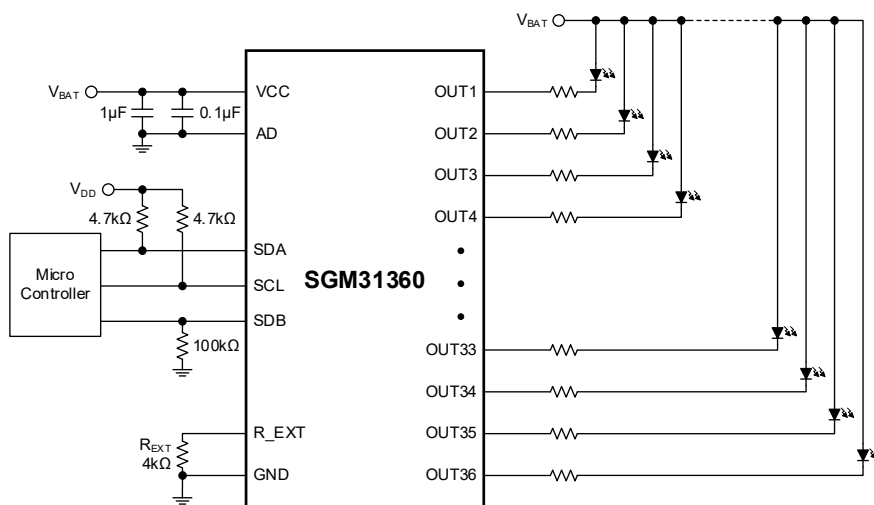 VBAT
VBAT
1µF
0.1µF
VCC
AD
VDD
4.7kΩ
4.7kΩ
Micro
Controller
SDA
SCL
SDB
100kΩ
REXT
4kΩ
R_EXT
GND
SGM31360
OUT1
OUT2
OUT3
OUT4
OUT33
OUT34
OUT35
OUT36